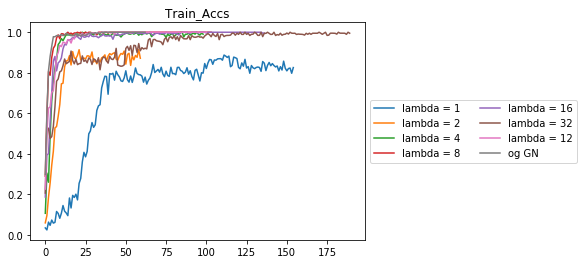 Train_Accs
1.0
0.8
0.6
0.4
0.2
0.0
0 25 50 75 100 125 150 175
lambda = 1 lambda = 16
lambda = 2 lambda = 32
lambda = 4 lambda = 12
lambda = 8 og GN